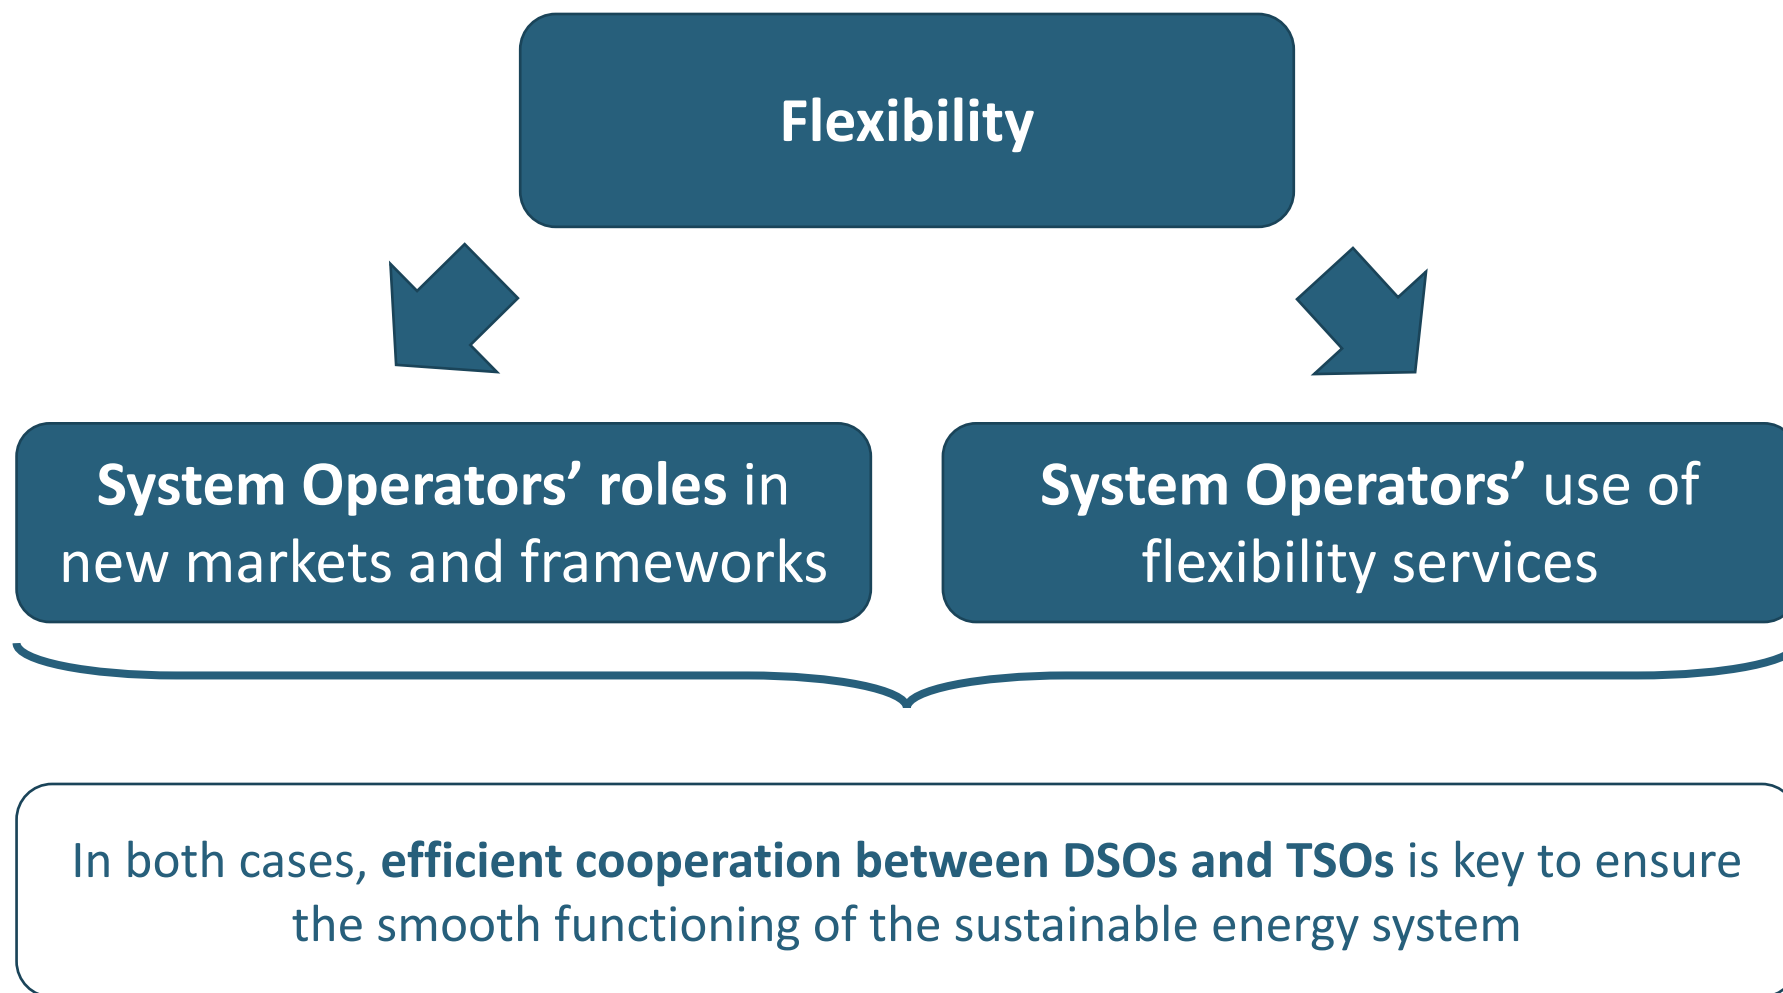 Flexibility
System Operators’ roles in
new markets and frameworks
System Operators’ use of
flexibility services
In both cases, efficient cooperation between DSOs and TSOs is key to ensure
the smooth functioning of the sustainable energy system